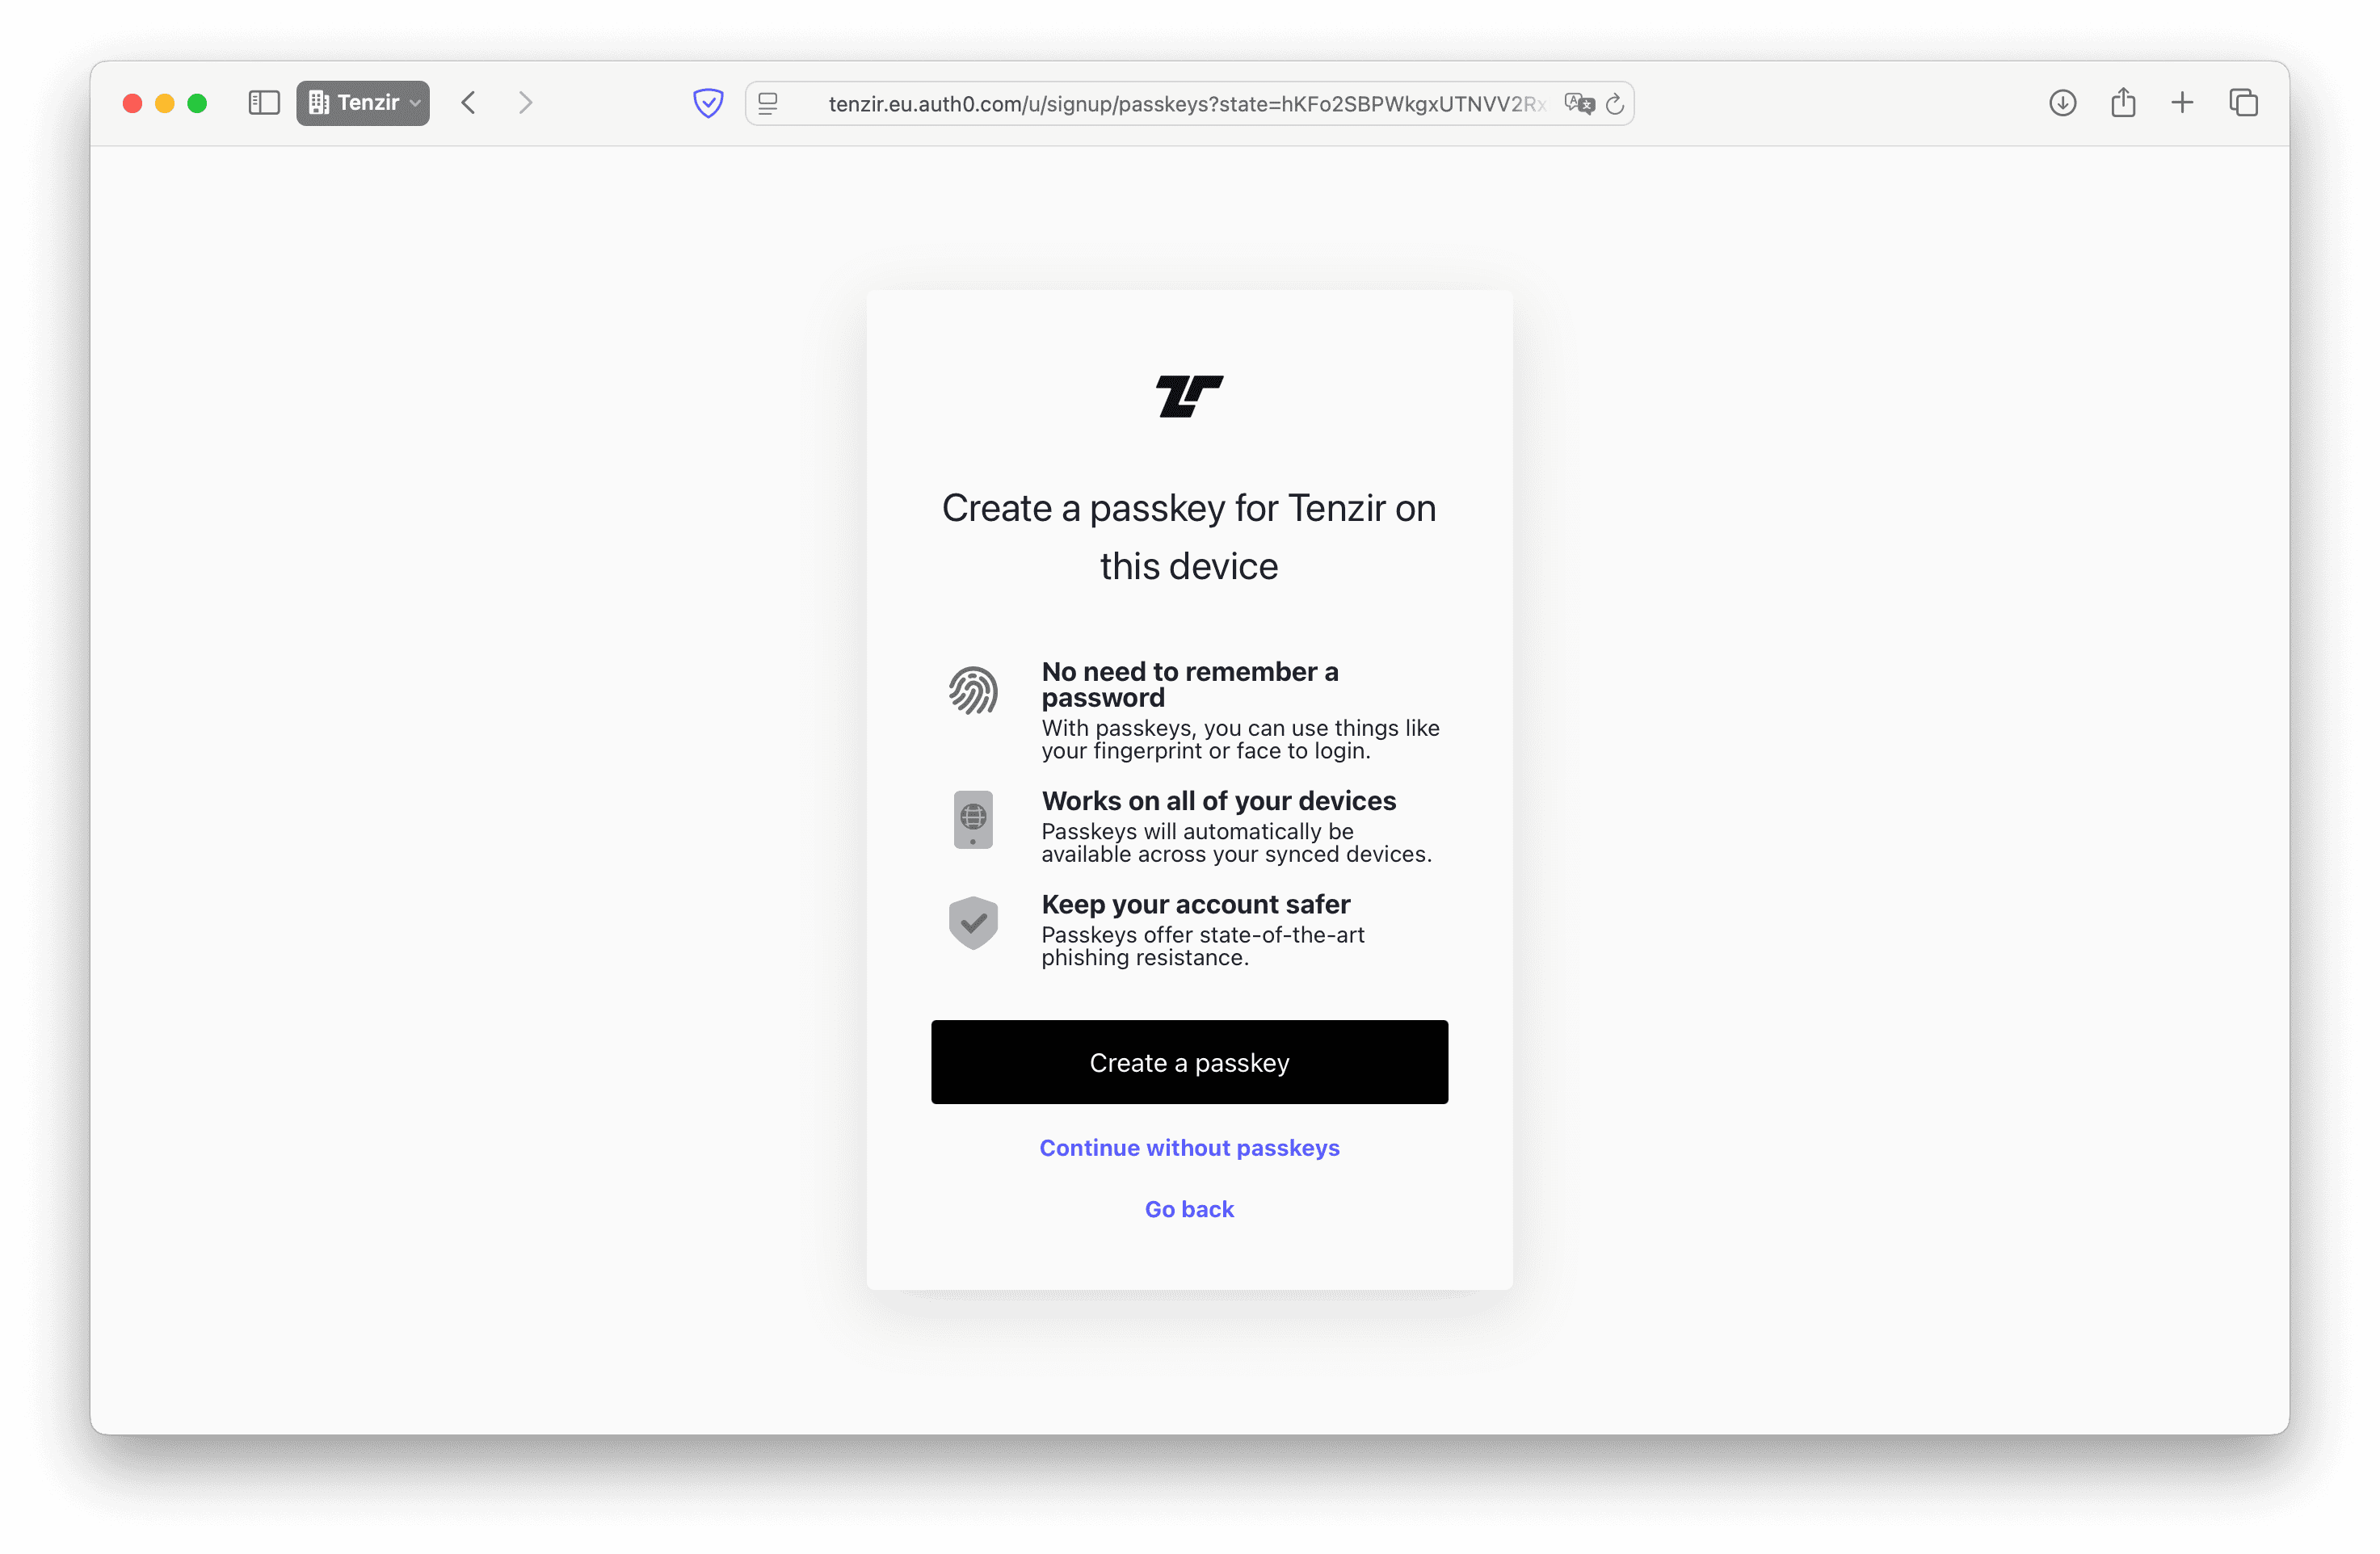 Tenzir
tenzir.eu.auth0.com/u/signup/passkeys?state=hKFo2SBPWkgxUTNVV2Rx
Create a passkey for Tenzir on
this device
No need to remember a
password
With passkeys, you can use things like
your fingerprint or face to login.
Works on all of your devices
Passkeys will automatically be
available across your synced devices.
Keep your account safer
Passkeys offer state-of-the-art
phishing resistance.
Create a passkey
Continue without passkeys
Go back